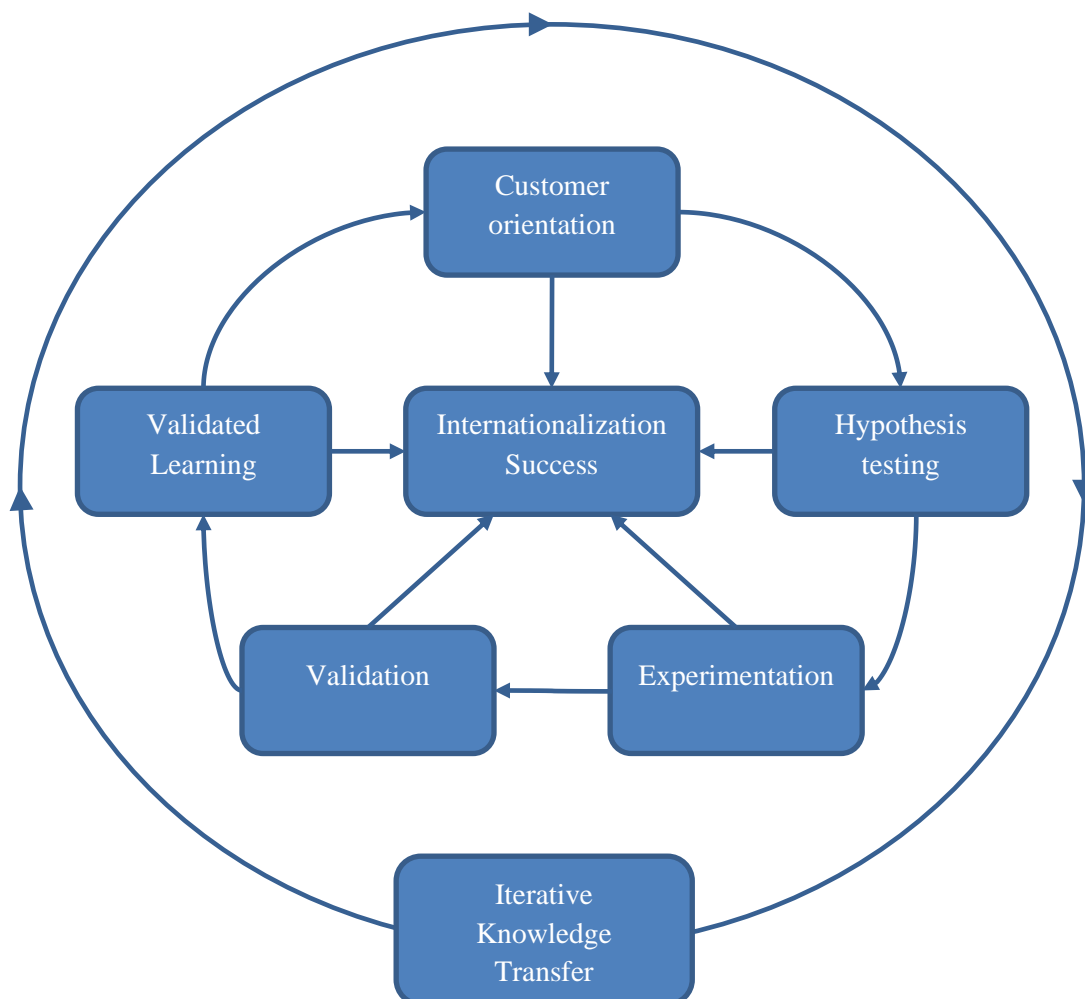 Customer
orientation
Validated
Learning
Internationalization
Success
Hypothesis
testing
Validation
Experimentation
Iterative
Knowledge
Transfer